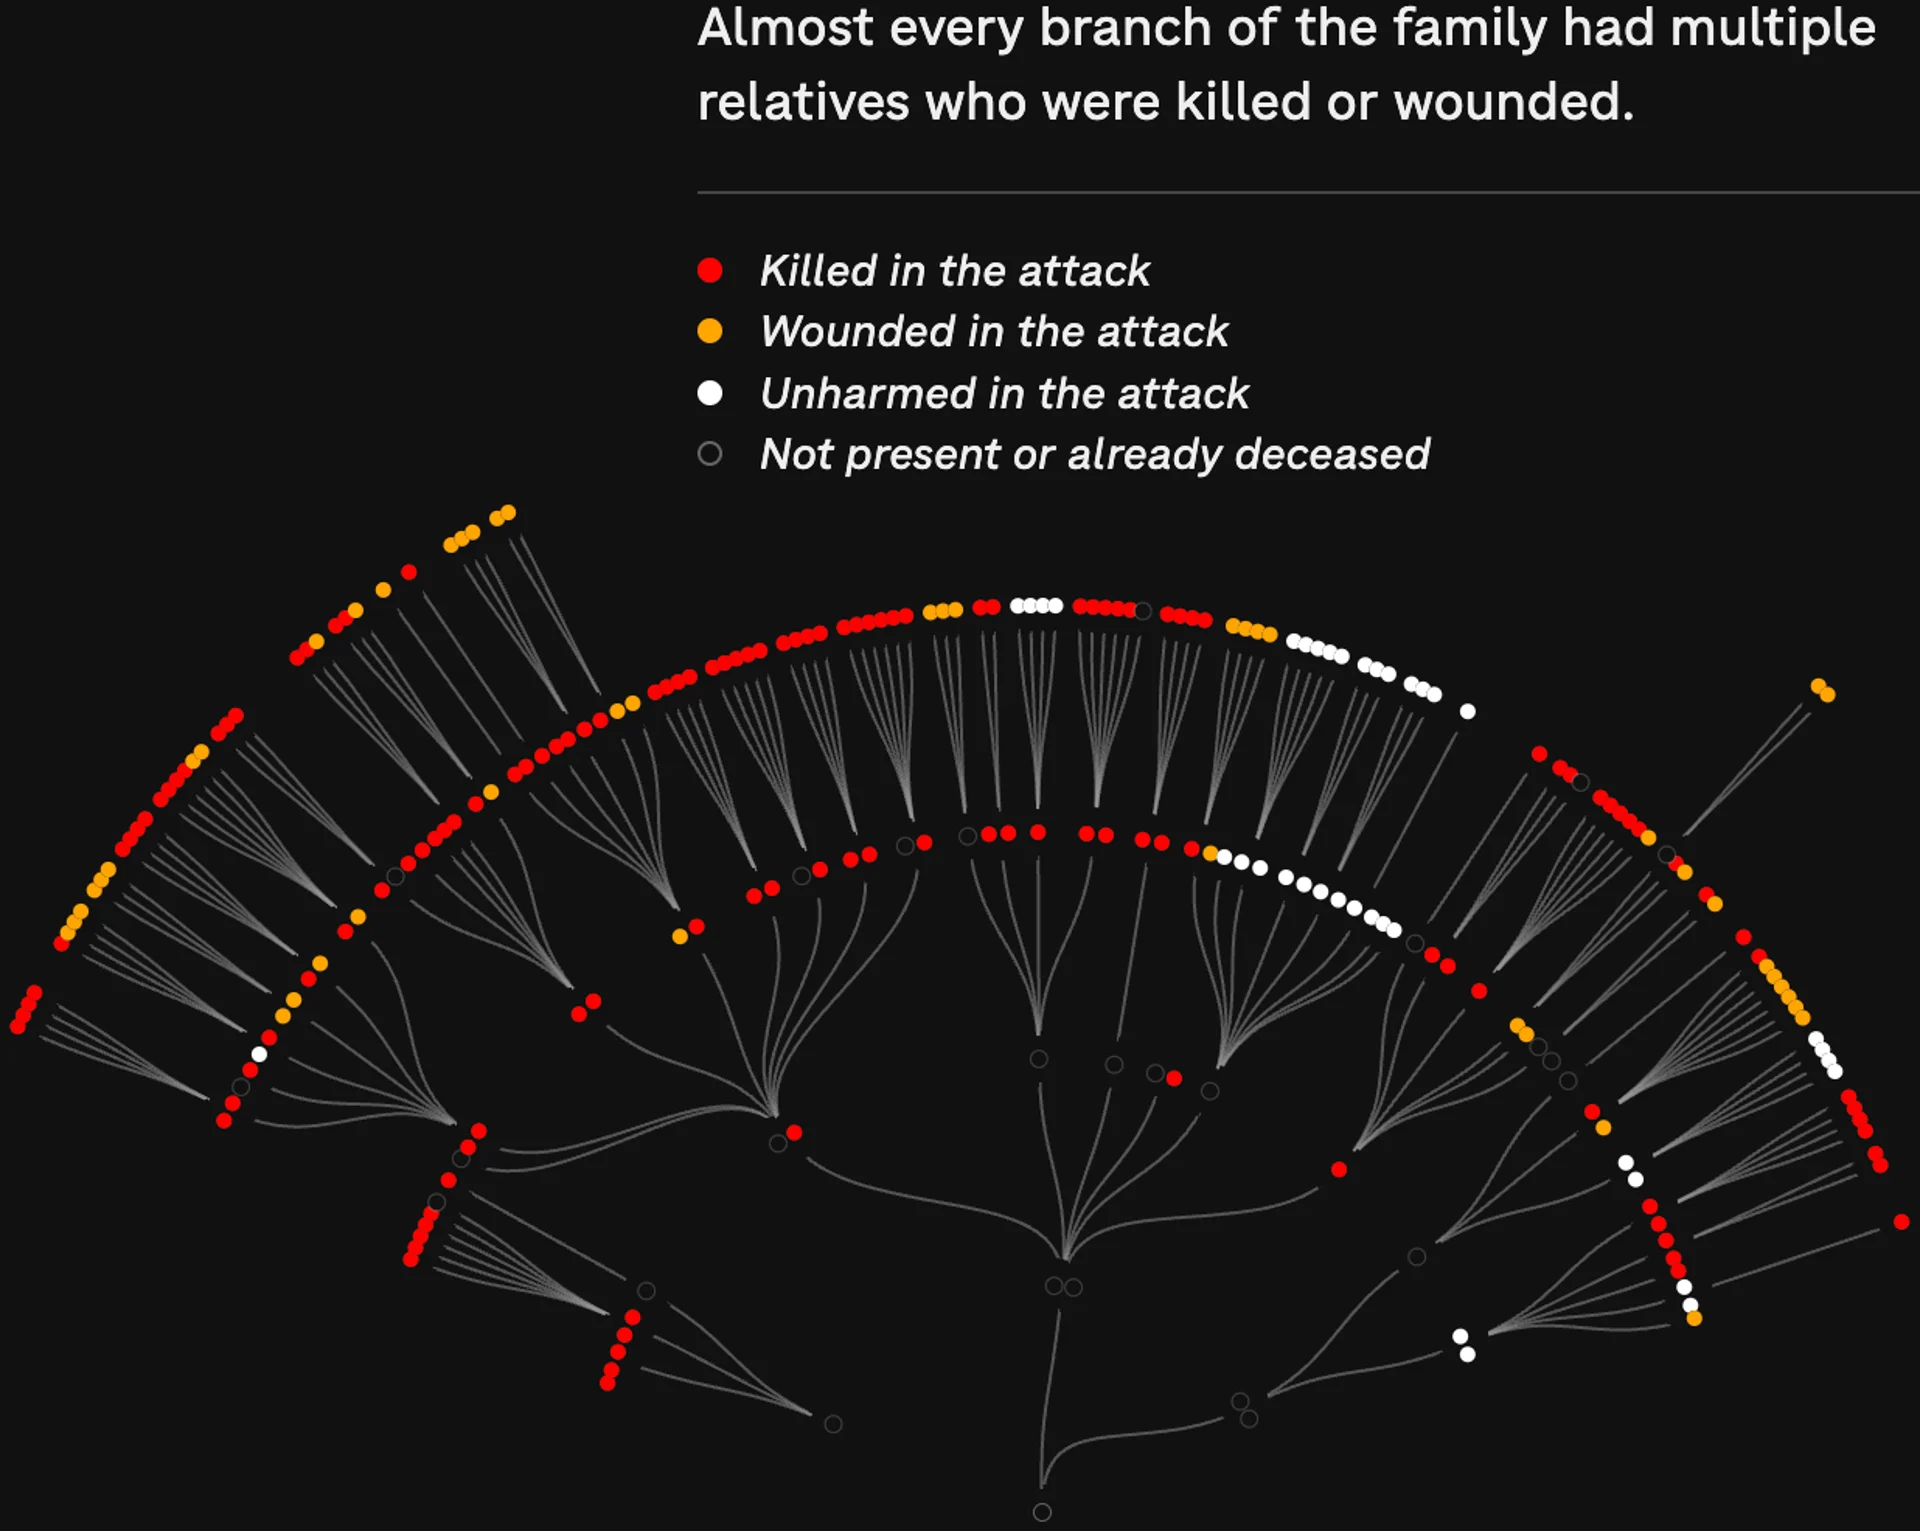 Almost every branch of the family had multiple
relatives who were killed or wounded.
Killed in the attack
Wounded in the attack
Unharmed in the attack
Not present or already deceased